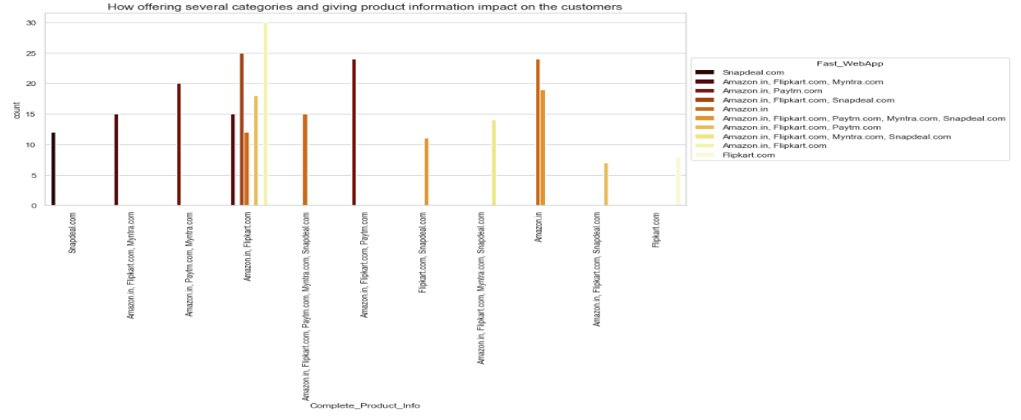 How offering several categories and giving product information impact on the customers
30
25
20
15
10
5
0
count
Snapdeal.com
Amazon.in, Flipkart.com, Myntra.com
Amazon.in, Paytm.com, Myntra.com
Amazon.in, Flipkart.com
Amazon.in, Flipkart.com, Paytm.com, Myntra.com, Snapdeal.com
Amazon.in, Flipkart.com, Paytm.com
Flipkart.com, Snapdeal.com
Amazon.in, Flipkart.com, Myntra.com, Snapdeal.com
Amazon.in
Amazon.in, Flipkart.com, Snapdeal.com
Flipkart.com
Complete_Product_Info
Fast_WebApp
Snapdeal.com
Amazon.in, Flipkart.com, Myntra.com
Amazon.in, Paytm.com
Amazon.in, Flipkart.com, Snapdeal.com
Amazon.in
Amazon.in, Flipkart.com, Paytm.com, Myntra.com, Snapdeal.com
Amazon.in, Flipkart.com, Paytm.com
Amazon.in, Flipkart.com, Myntra.com, Snapdeal.com
Amazon.in, Flipkart.com
Flipkart.com